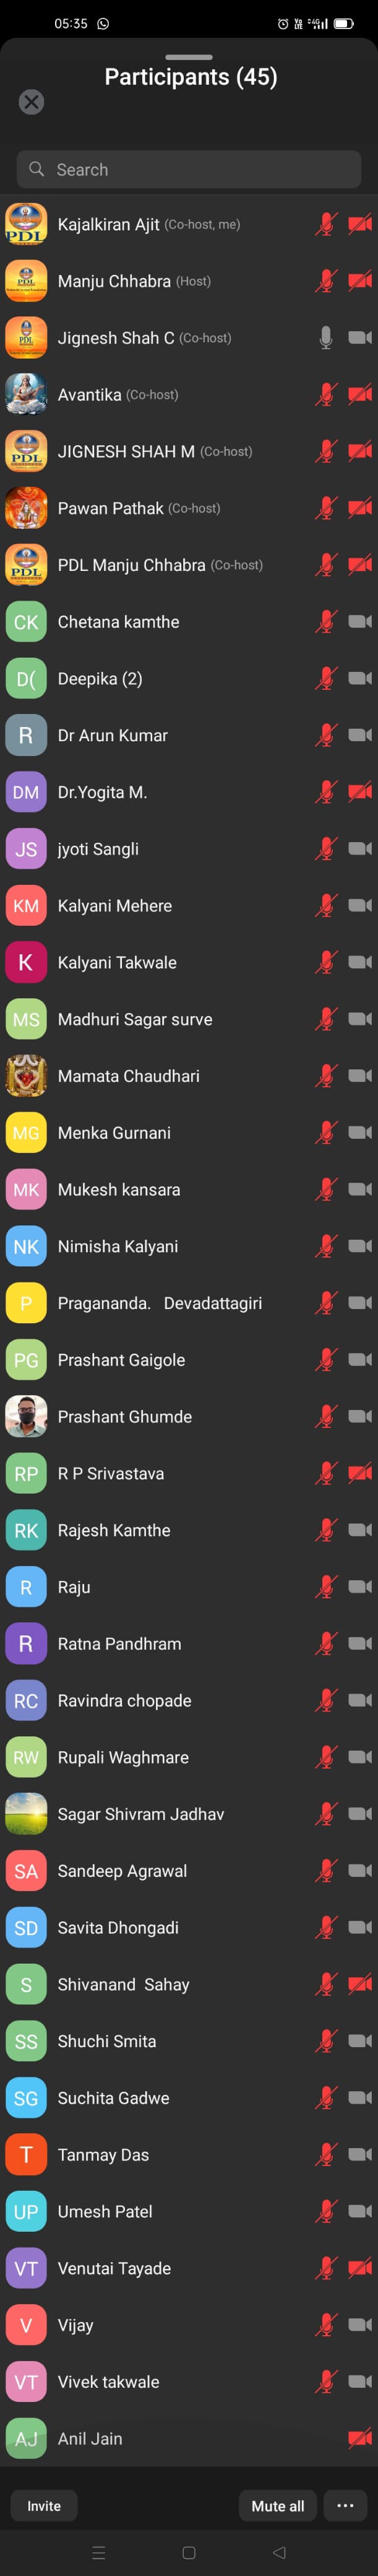 05:35
Participants (45)
Search
Kajalkiran Ajit (Co-host, me)
Manju Chhabra (Host)
Jignesh Shah C (Co-host)
Avantika (Co-host)
JIGNESH SHAH M (Co-host)
Pawan Pathak (Co-host)
PDL PDL Manju Chhabra (Co-host)
CK Chetana kamthe
D( Deepika (2)
R Dr Arun Kumar
DM Dr.Yogita M.
JS jyoti Sangli
KM Kalyani Mehere
K Kalyani Takwale
MS Madhuri Sagar surve
Mamata Chaudhari
MG Menka Gurnani
MK Mukesh kansara
NK Nimisha Kalyani
P Pragananda. Devadattagiri
PG Prashant Gaigole
Prashant Ghumde
RP R P Srivastava
RK Rajesh Kamthe
R Raju
R Ratna Pandhram
RC Ravindra chopade
RW Rupali Waghmare
Sagar Shivram Jadhav
SA Sandeep Agrawal
SD Savita Dhongadi
S Shivanand Sahay
SS Shuchi Smita
SG Suchita Gadwe
T Tanmay Das
UP Umesh Patel
VT Venutai Tayade
V Vijay
VT Vivek takwale
AJ Anil Jain
Invite Mute all